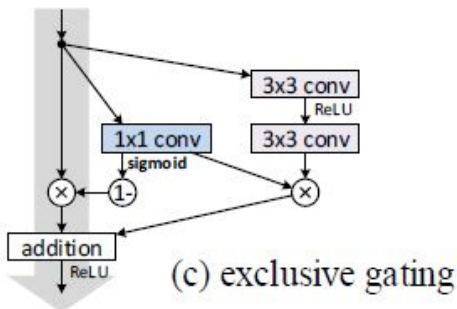 3x3 conv
ReLU
1x1 conv
3x3 conv
sigmoid
×
1-
×
addition
ReLU
(c) exclusive gating